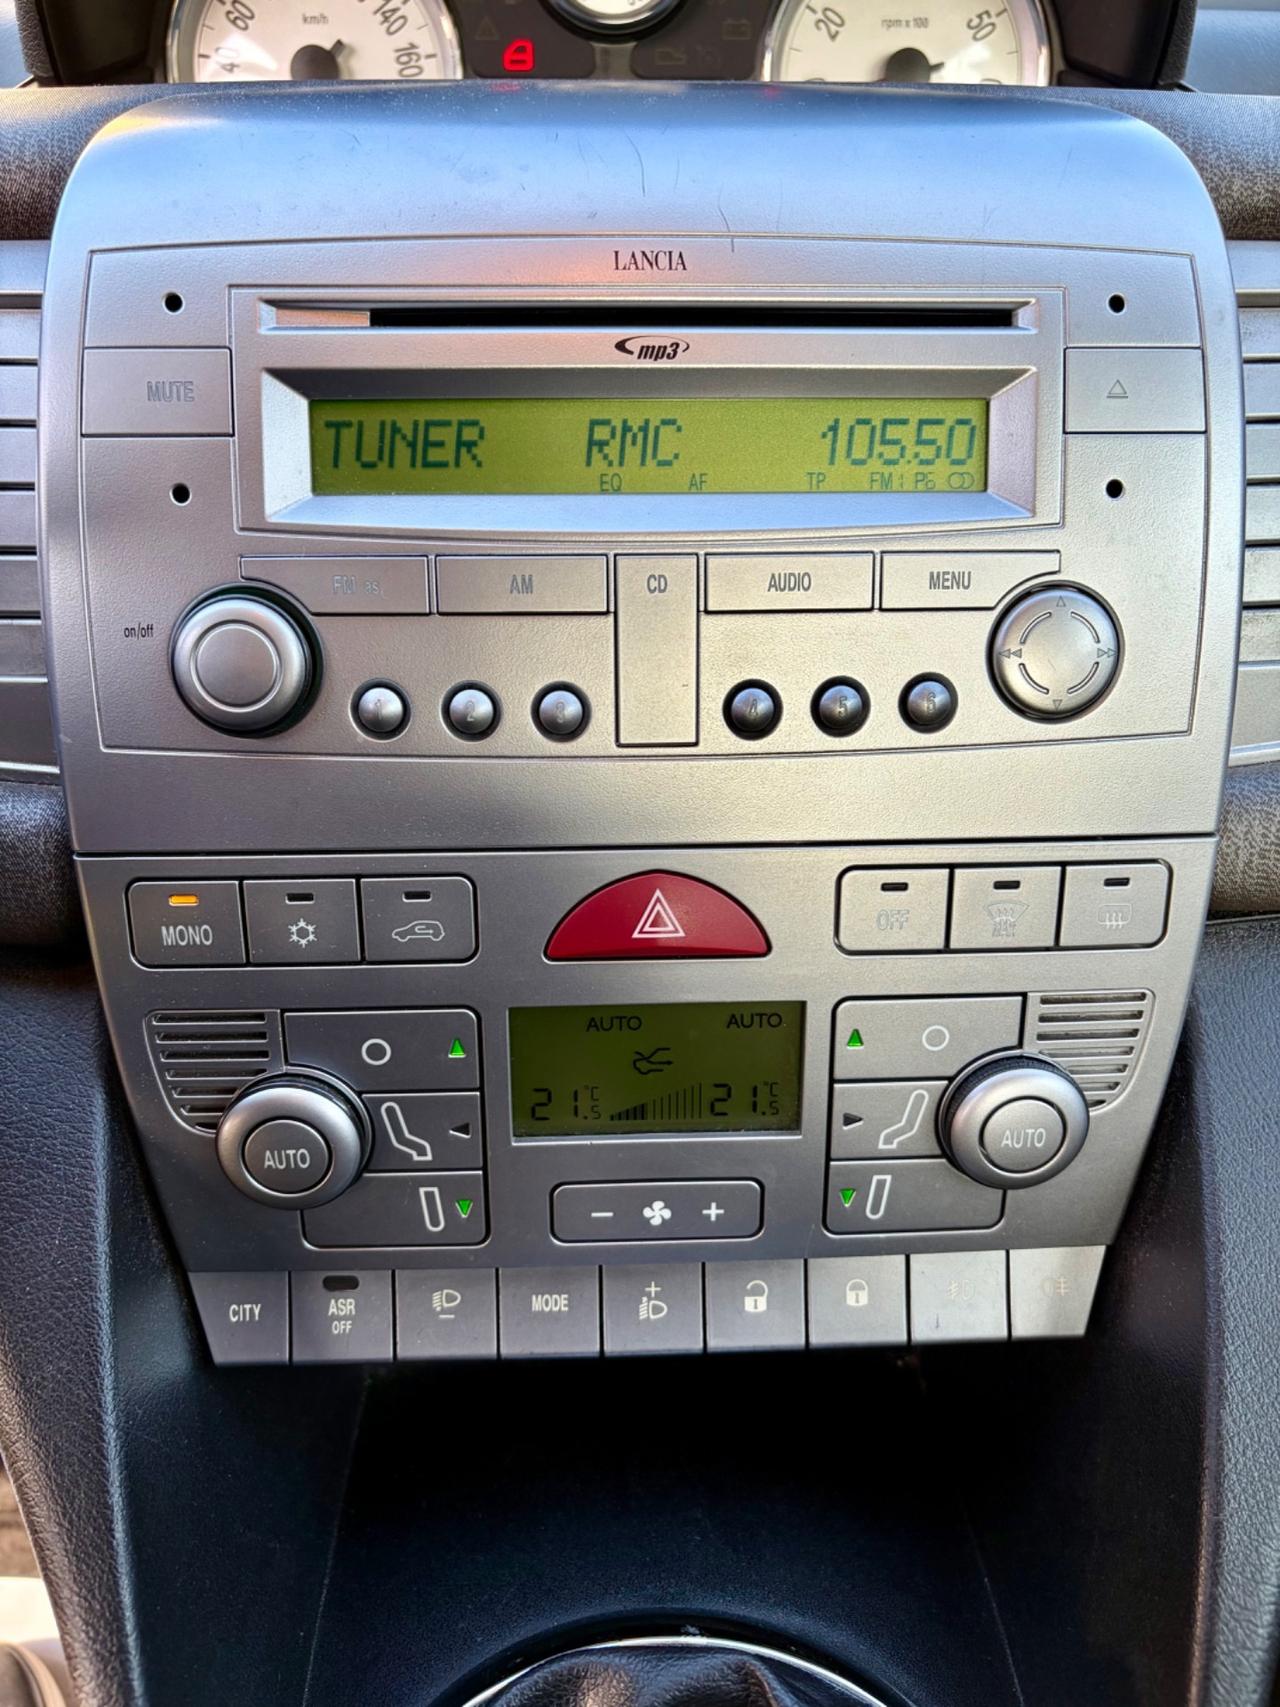 60 km/h 140
40 160
20 rpm x 100 50
LANCIA
mp3
MUTE
TUNER RMC 105.50
EQ AF TP FM1 P6
FM as AM CD AUDIO MENU
on/off
1 2 3 4 5 6
MONO OFF
AUTO AUTO
21.5 °C 21.5 °C
AUTO AUTO
− +
CITY ASR MODE
OFF